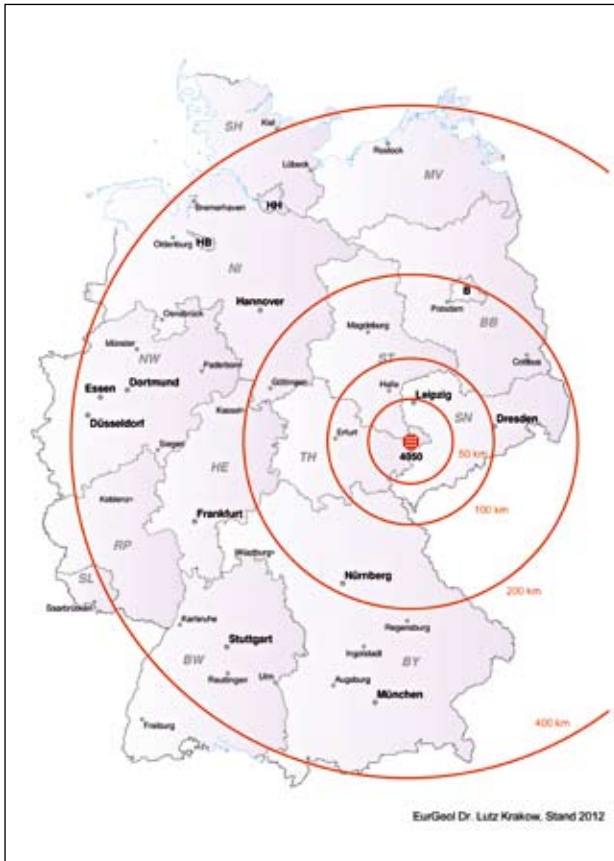 Kiel
SH
Rostock
Lübeck
MV
Bremerhaven
HH
Oldenburg
HB
NI
B
Potsdam
BB
Hannover
Osnabrück
Magdeburg
Münster
NW
ST
Cottbus
Paderborn
Essen
Dortmund
Göttingen
Halle
Leipzig
Düsseldorf
Kassel
SN
Dresden
Erfurt
Siegen
TH
4050
50 km
HE
Koblenz
100 km
Frankfurt
RP
Würzburg
SL
Nürnberg
200 km
Saarbrücken
Karlsruhe
Regensburg
Stuttgart
Ingolstadt
BW
BY
Reutlingen
Ulm
Augsburg
München
Freiburg
400 km
EurGeol Dr. Lutz Krakow, Stand 2012